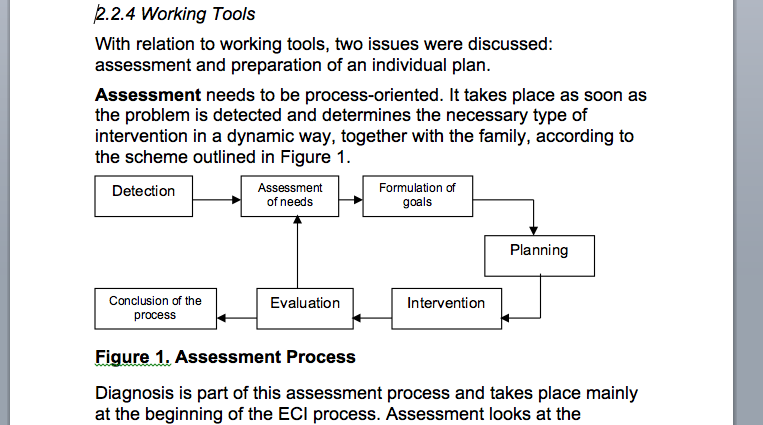 2.2.4 Working Tools
With relation to working tools, two issues were discussed:
assessment and preparation of an individual plan.
Assessment needs to be process-oriented. It takes place as soon as
the problem is detected and determines the necessary type of
intervention in a dynamic way, together with the family, according to
the scheme outlined in Figure 1.
Detection
Assessment
of needs
Formulation of
goals
Planning
Intervention
Evaluation
Conclusion of the
process
Figure 1. Assessment Process
Diagnosis is part of this assessment process and takes place mainly
at the beginning of the ECI process. Assessment looks at the